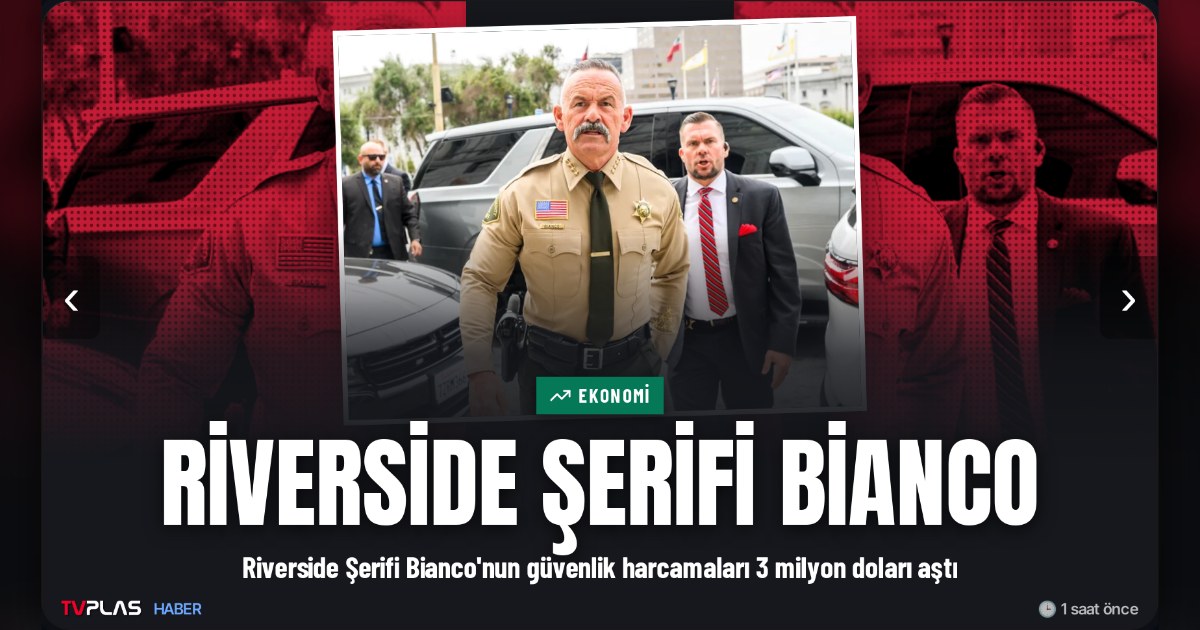 EKONOMİ
RİVERSİDE ŞERİFİ BİANCO
Riverside Şerifi Bianco'nun güvenlik harcamaları 3 milyon doları aştı
TVPLAS HABER
1 saat önce